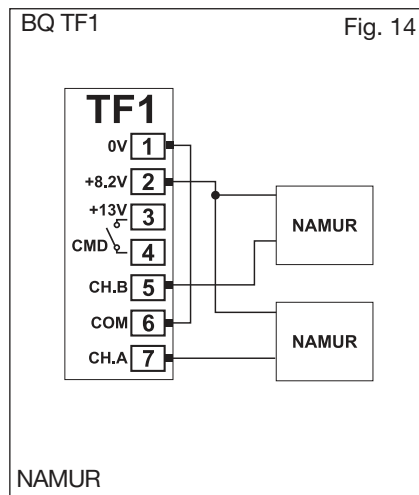 BQ TF1 Fig. 14
TF1
0V 1
+8.2V 2
+13V 3
CMD 4
CH.B 5
COM 6
CH.A 7
NAMUR
NAMUR
NAMUR